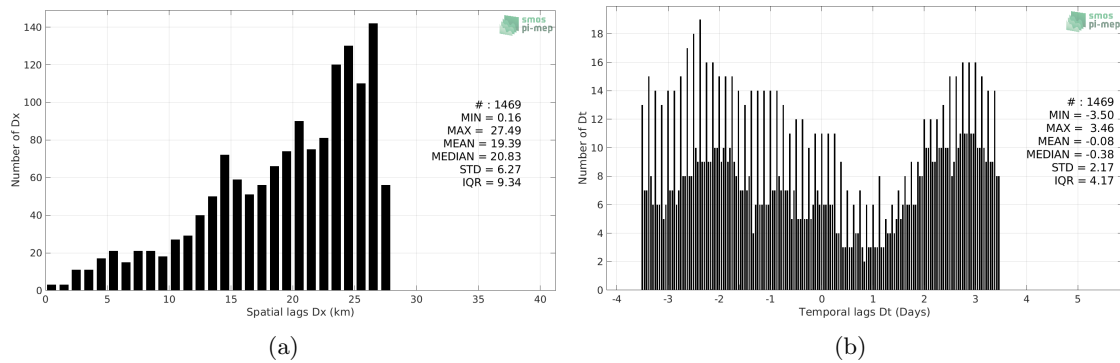 140
120
100
80
60
40
20
0
Number of Dx
smos
pi-mep
# : 1469
MIN = 0.16
MAX = 27.49
MEAN = 19.39
MEDIAN = 20.83
STD = 6.27
IQR = 9.34
0 5 10 15 20 25 30 35 40
Spatial lags Dx (km)
(a)
18
16
14
12
10
8
6
4
2
0
Number of Dt
smos
pi-mep
# : 1469
MIN = -3.50
MAX = 3.46
MEAN = -0.08
MEDIAN = -0.38
STD = 2.17
IQR = 4.17
-4 -3 -2 -1 0 1 2 3 4 5
Temporal lags Dt (Days)
(b)